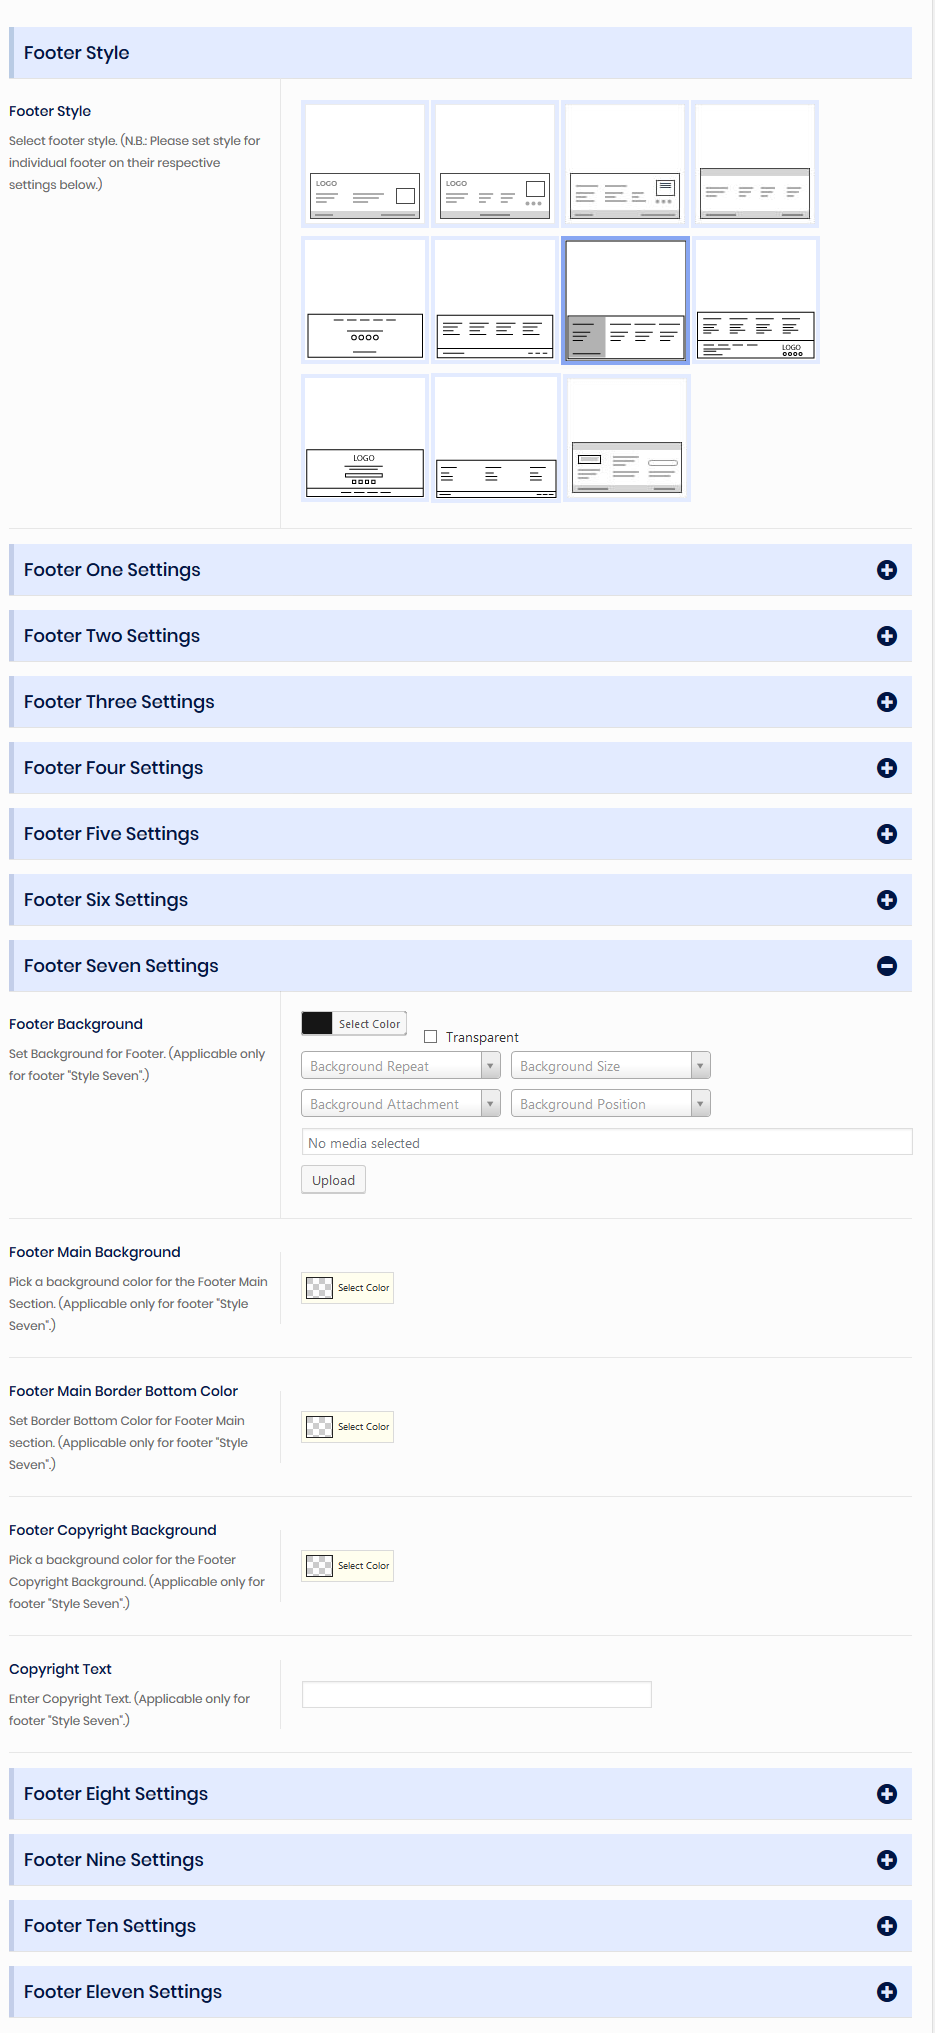 Footer Style
Footer Style
Select footer style. (N.B.: Please set style for
individual footer on their respective
settings below.)
LOGO
LOGO
LOGO
LOGO
Footer One Settings
Footer Two Settings
Footer Three Settings
Footer Four Settings
Footer Five Settings
Footer Six Settings
Footer Seven Settings
Footer Background
Set Background for Footer. (Applicable only
for footer "Style Seven".)
Select Color
Transparent
Background Repeat
Background Size
Background Attachment
Background Position
No media selected
Upload
Footer Main Background
Pick a background color for the Footer Main
Section. (Applicable only for footer "Style
Seven".)
Select Color
Footer Main Border Bottom Color
Set Border Bottom Color for Footer Main
section. (Applicable only for footer "Style
Seven".)
Select Color
Footer Copyright Background
Pick a background color for the Footer
Copyright Background. (Applicable only for
footer "Style Seven".)
Select Color
Copyright Text
Enter Copyright Text. (Applicable only for
footer "Style Seven".)
Footer Eight Settings
Footer Nine Settings
Footer Ten Settings
Footer Eleven Settings